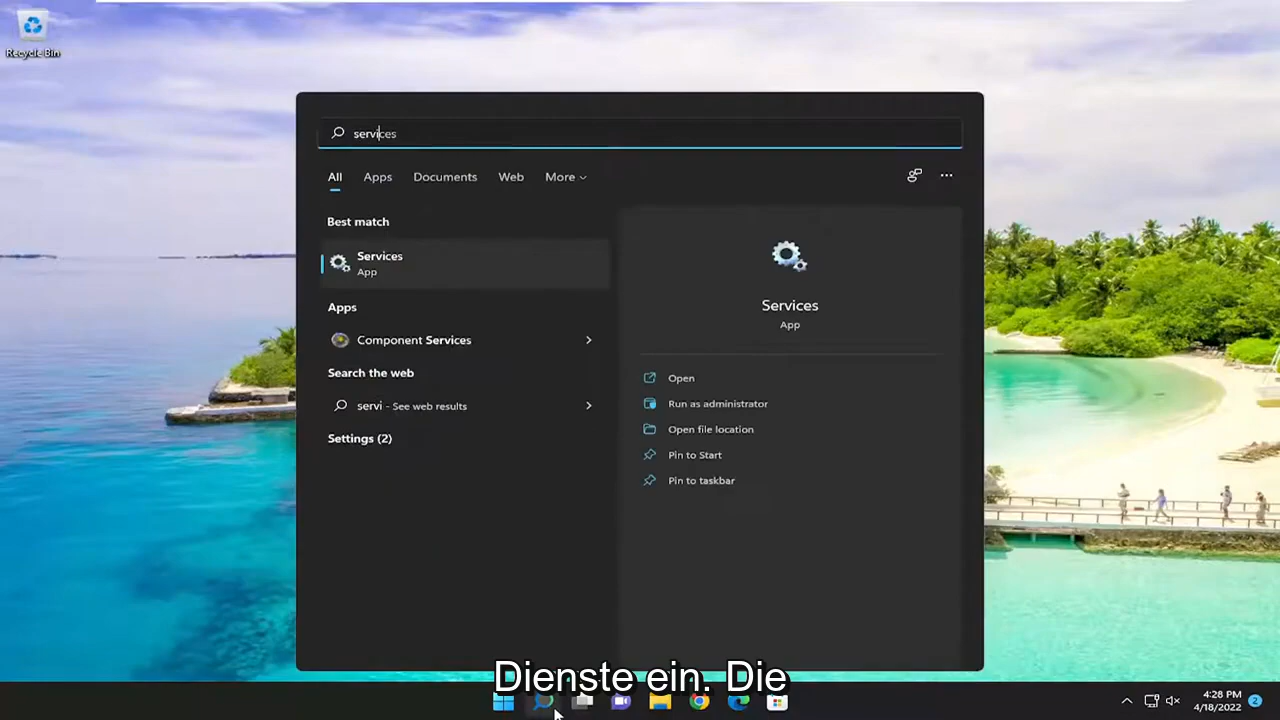 Recycle Bin
services
All
Apps
Documents
Web
More
Best match
Services
App
Apps
Component Services
Search the web
servi - See web results
Settings (2)
Services
App
Open
Run as administrator
Open file location
Pin to Start
Pin to taskbar
Dienste ein. Die
4:28 PM
4/18/2022
2